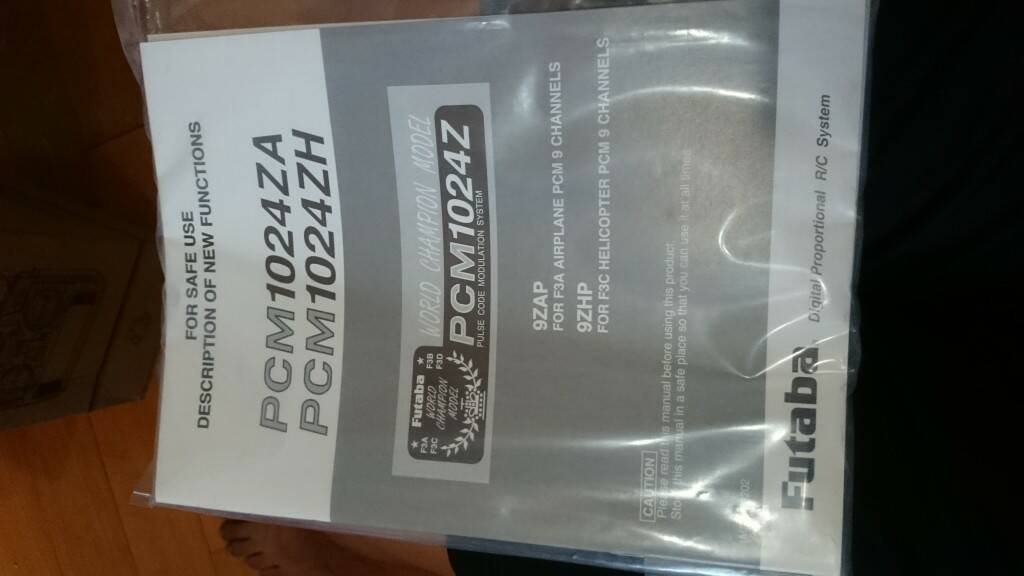 FOR SAFE USE
DESCRIPTION OF NEW FUNCTIONS
PCM1024ZA
PCM1024ZH
WORLD CHAMPION MODEL
PCM1024Z
PULSE CODE MODULATION SYSTEM
F3A Futaba F3B
F3C WORLD F3D
CHAMPION
MODEL
9ZAP
FOR F3A AIRPLANE PCM 9 CHANNELS
9ZHP
FOR F3C HELICOPTER PCM 9 CHANNELS
CAUTION
Please read this manual before using this product.
Store this manual in a safe place so that you can use it at all times.
Futaba Digital Proportional R/C System